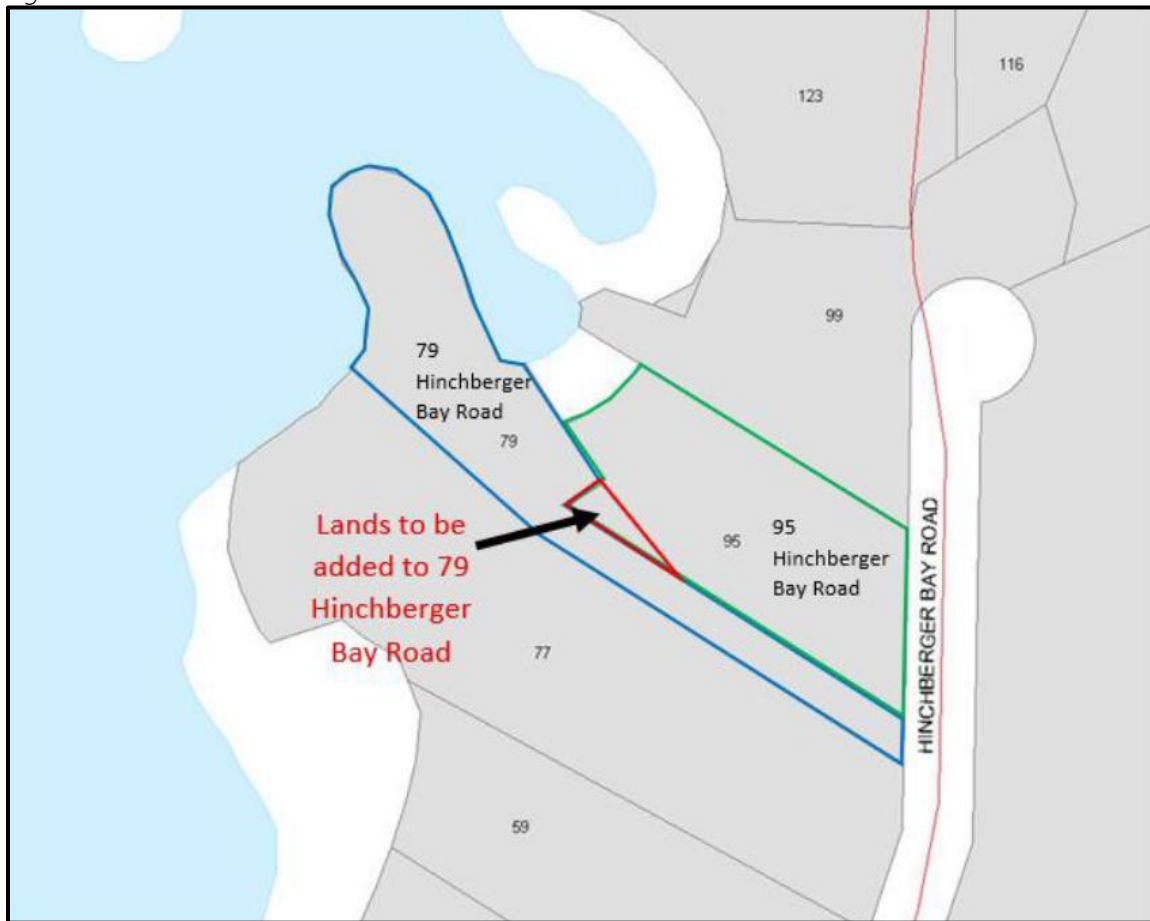 123
116
99
79
Hinchberger
Bay Road
79
Lands to be
added to 79
Hinchberger
Bay Road
95
95
Hinchberger
Bay Road
HINCHBERGER BAY ROAD
77
59